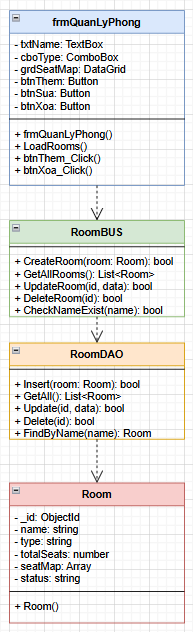 frmQuanLyPhong
- txtName: TextBox
- cboType: ComboBox
- grdSeatMap: DataGrid
- btnThem: Button
- btnSua: Button
- btnXoa: Button
+ frmQuanLyPhong()
+ LoadRooms()
+ btnThem_Click()
+ btnXoa_Click()
RoomBUS
+ CreateRoom(room: Room): bool
+ GetAllRooms(): List<Room>
+ UpdateRoom(id, data): bool
+ DeleteRoom(id): bool
+ CheckNameExist(name): bool
RoomDAO
+ Insert(room: Room): bool
+ GetAll(): List<Room>
+ Update(id, data): bool
+ Delete(id): bool
+ FindByName(name): Room
Room
- _id: ObjectId
- name: string
- type: string
- totalSeats: number
- seatMap: Array
- status: string
+ Room()